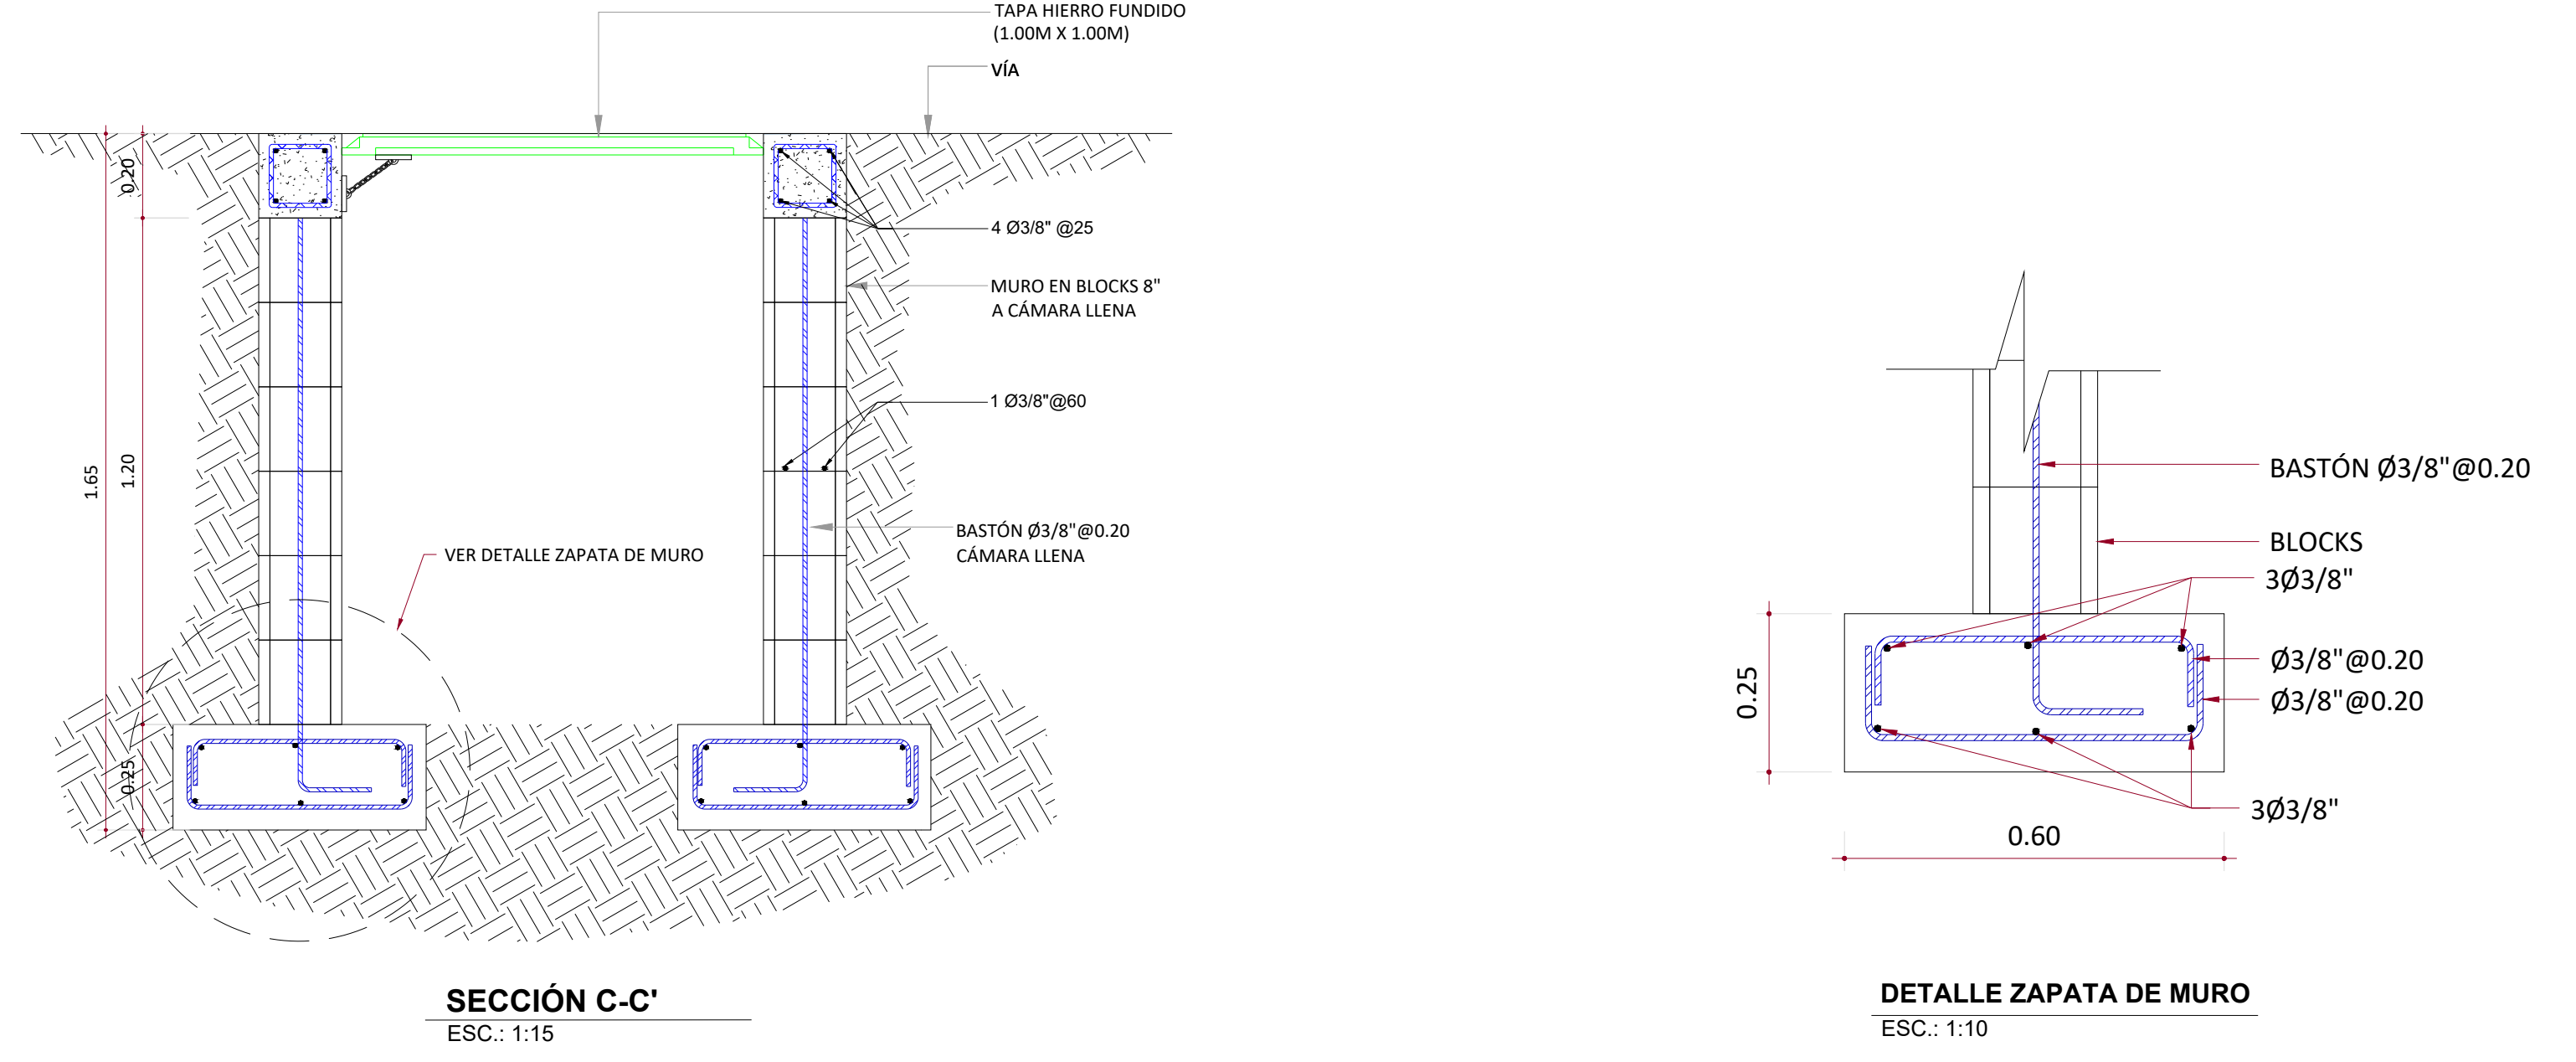 TAPA HIERRO FUNDIDO
(1.00M X 1.00M)
VÍA
0.20
4 Ø3/8" @25
MURO EN BLOCKS 8"
A CÁMARA LLENA
1 Ø3/8"@60
1.65
1.20
BASTÓN Ø3/8"@0.20
CÁMARA LLENA
VER DETALLE ZAPATA DE MURO
0.25
SECCIÓN C-C'
ESC.: 1:15
BASTÓN Ø3/8"@0.20
BLOCKS
3Ø3/8"
Ø3/8"@0.20
Ø3/8"@0.20
0.25
3Ø3/8"
0.60
DETALLE ZAPATA DE MURO
ESC.: 1:10